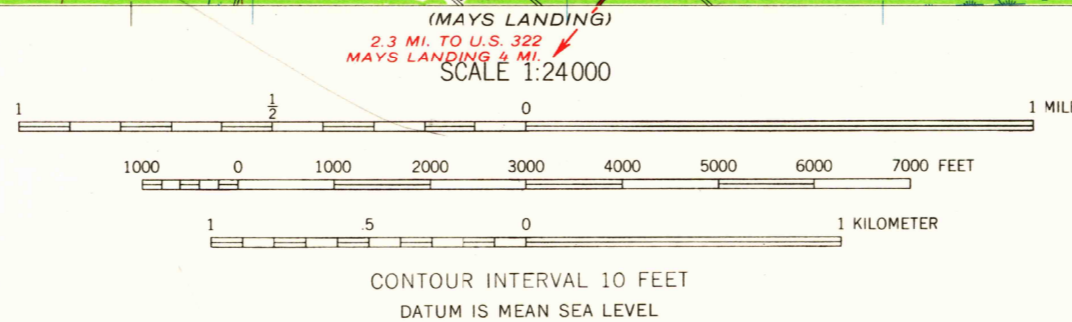 (MAYS LANDING)
2.3 MI. TO U.S. 322
MAYS LANDING 4 MI.
SCALE 1:24000
1 1/2 0 1 MILE
1000 0 1000 2000 3000 4000 5000 6000 7000 FEET
1 .5 0 1 KILOMETER
CONTOUR INTERVAL 10 FEET
DATUM IS MEAN SEA LEVEL